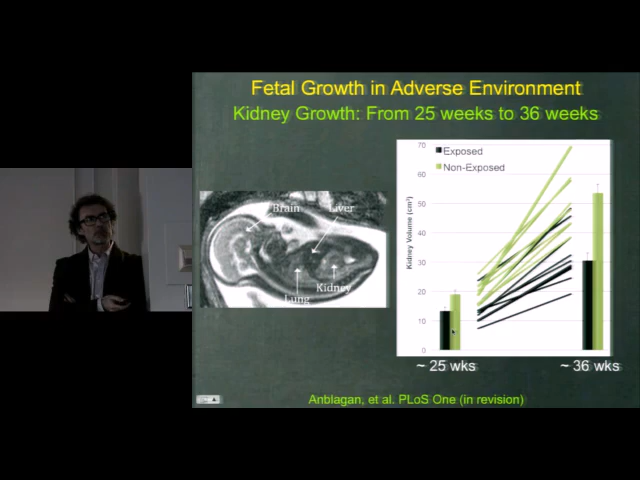 Fetal Growth in Adverse Environment
Kidney Growth: From 25 weeks to 36 weeks
Brain
Liver
Lung
Kidney
70
60
50
40
30
20
10
0
Kidney Volume (cm³)
Exposed
Non-Exposed
~ 25 wks
~ 36 wks
Anblagan, et al. PLoS One (in revision)